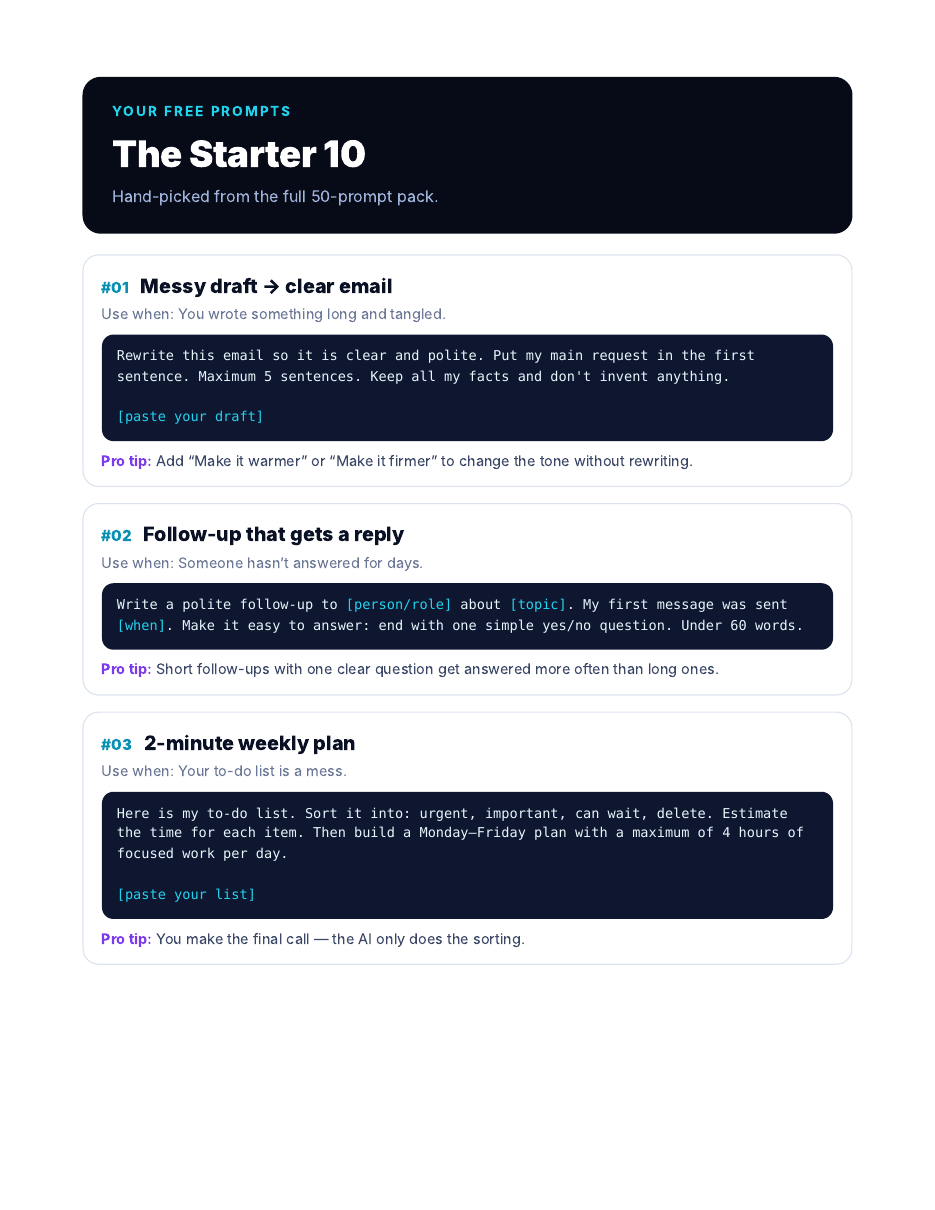 YOUR FREE PROMPTS
The Starter 10
Hand-picked from the full 50-prompt pack.
#01 Messy draft → clear email
Use when: You wrote something long and tangled.
Rewrite this email so it is clear and polite. Put my main request in the first
sentence. Maximum 5 sentences. Keep all my facts and don't invent anything.
[paste your draft]
Pro tip: Add “Make it warmer” or “Make it firmer” to change the tone without rewriting.
#02 Follow-up that gets a reply
Use when: Someone hasn’t answered for days.
Write a polite follow-up to [person/role] about [topic]. My first message was sent
[when]. Make it easy to answer: end with one simple yes/no question. Under 60 words.
Pro tip: Short follow-ups with one clear question get answered more often than long ones.
#03 2-minute weekly plan
Use when: Your to-do list is a mess.
Here is my to-do list. Sort it into: urgent, important, can wait, delete. Estimate
the time for each item. Then build a Monday–Friday plan with a maximum of 4 hours of
focused work per day.
[paste your list]
Pro tip: You make the final call — the AI only does the sorting.